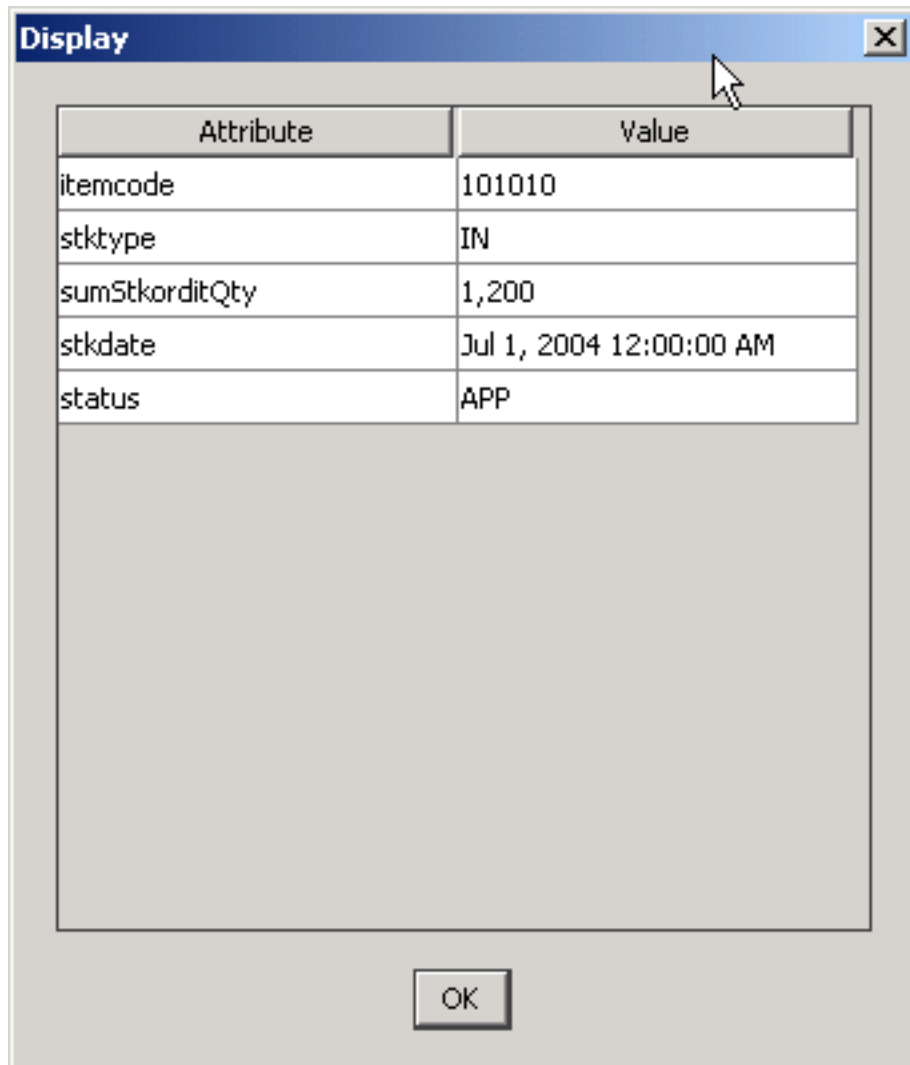 Display
Attribute Value
itemcode 101010
stktype IN
sumStkorditQty 1,200
stkdate Jul 1, 2004 12:00:00 AM
status APP
OK